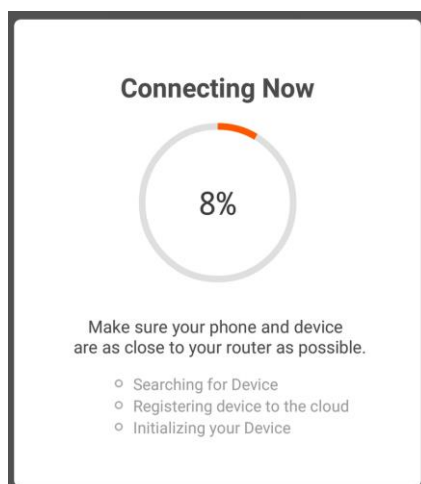 Connecting Now
8%
Make sure your phone and device
are as close to your router as possible.
Searching for Device
Registering device to the cloud
Initializing your Device